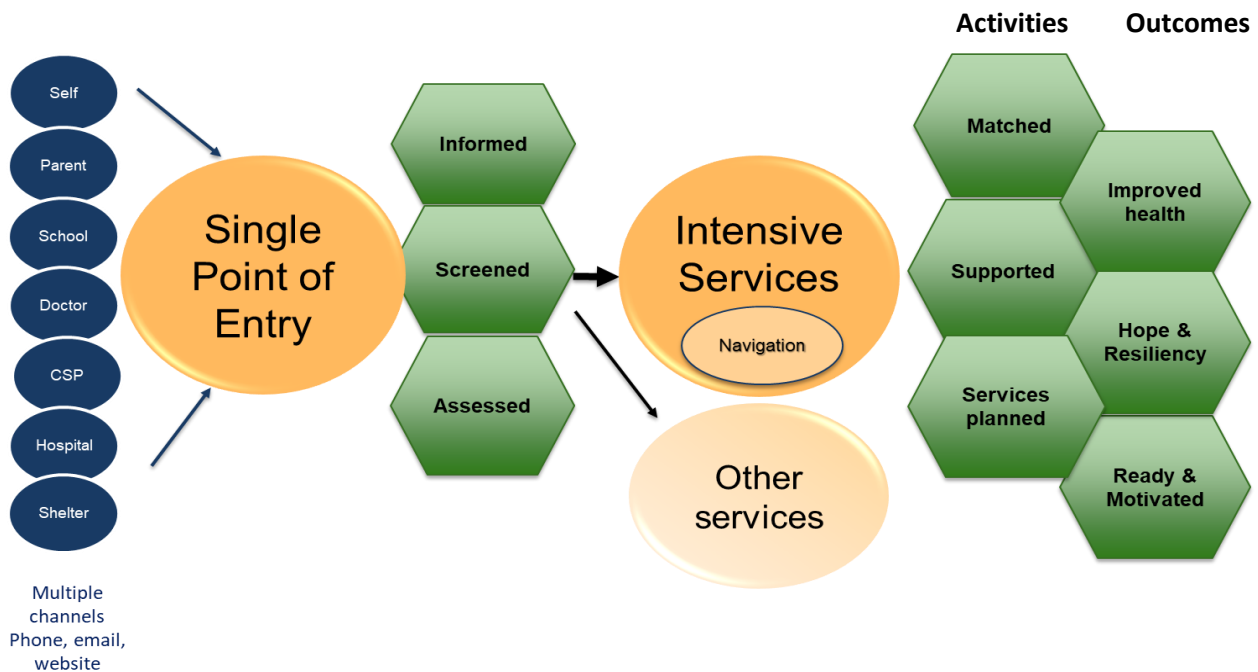 Activities
Outcomes
Self
Parent
School
Doctor
CSP
Hospital
Shelter
Multiple
channels
Phone, email,
website
Single
Point of
Entry
Informed
Screened
Assessed
Intensive
Services
Navigation
Other
services
Matched
Supported
Services
planned
Improved
health
Hope &
Resiliency
Ready &
Motivated